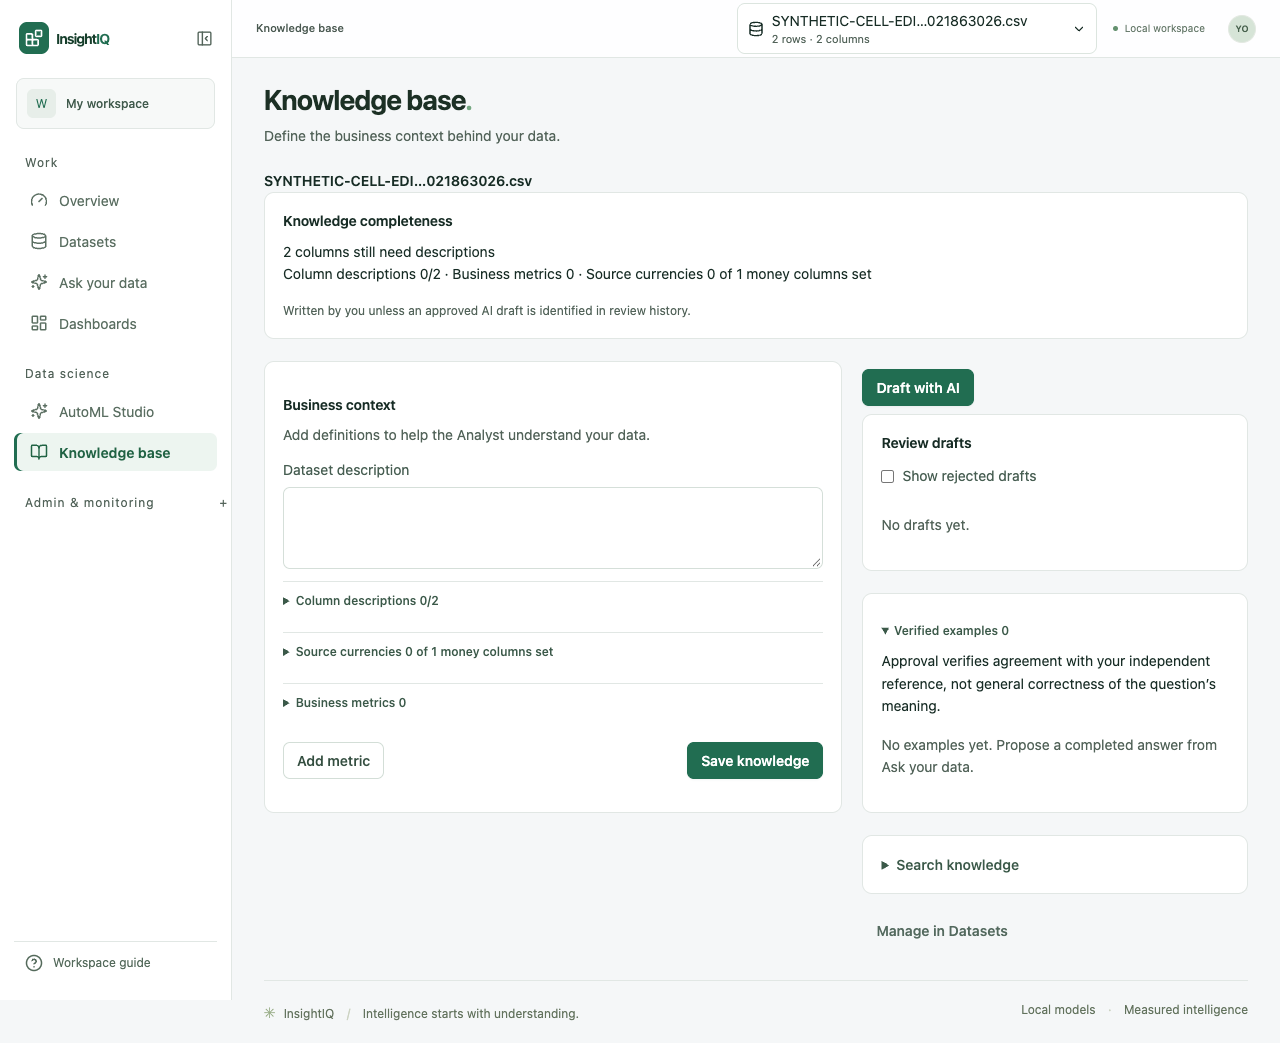 InsightIQ
W My workspace
Work
Overview
Datasets
Ask your data
Dashboards
Data science
AutoML Studio
Knowledge base
Admin & monitoring +
Workspace guide
Knowledge base
SYNTHETIC-CELL-EDI...021863026.csv
2 rows · 2 columns
Local workspace
YO
Knowledge base.
Define the business context behind your data.
SYNTHETIC-CELL-EDI...021863026.csv
Knowledge completeness
2 columns still need descriptions
Column descriptions 0/2 · Business metrics 0 · Source currencies 0 of 1 money columns set
Written by you unless an approved AI draft is identified in review history.
Business context
Add definitions to help the Analyst understand your data.
Dataset description
Column descriptions 0/2
Source currencies 0 of 1 money columns set
Business metrics 0
Add metric
Save knowledge
Draft with AI
Review drafts
Show rejected drafts
No drafts yet.
Verified examples 0
Approval verifies agreement with your independent
reference, not general correctness of the question’s
meaning.
No examples yet. Propose a completed answer from
Ask your data.
Search knowledge
Manage in Datasets
InsightIQ / Intelligence starts with understanding.
Local models · Measured intelligence